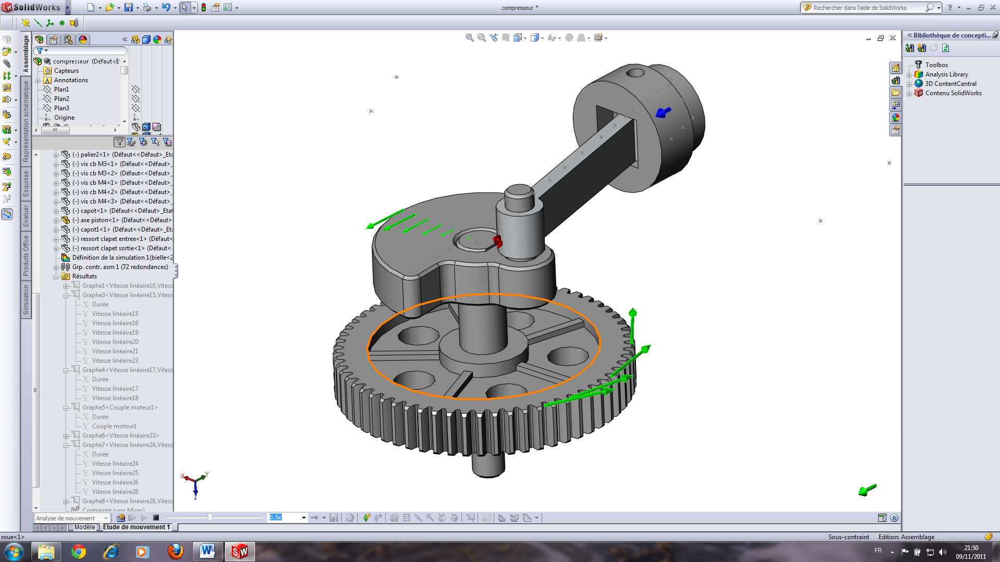 SolidWorks
compresseur *
Rechercher dans l'aide de SolidWorks
Assemblage
Représentation schématique
Esquisse
Evaluer
Produits Office
Simulation
compresseur (Défaut<E
Capteurs
Annotations
Plan1
Plan2
Plan3
Origine
(-) palier2<1> (Défaut<<Défaut>_Eta
(-) vis cb M3<1> (Défaut<<Défaut>_
(-) vis cb M3<2> (Défaut<<Défaut>_
(-) vis cb M4<1> (Défaut<<Défaut>_
(-) vis cb M4<2> (Défaut<<Défaut>_
(-) vis cb M4<3> (Défaut<<Défaut>_
(-) capot<1> (Défaut<<Défaut>_Etat
(-) axe piston<1> (Défaut<<Défaut>
(-) capot1<1> (Défaut<<Défaut>_Eta
(-) ressort clapet entree<1> (Défaut<
(-) ressort clapet sortie<1> (Défaut<
Définition de la simulation 1(bielle<2
Grp. contr. asm 1 (72 redondances)
Résultats
Graphe1<Vitesse linéaire10,Vitess
Graphe3<Vitesse linéaire15,Vitess
Durée
Vitesse linéaire15
Vitesse linéaire16
Vitesse linéaire19
Vitesse linéaire20
Vitesse linéaire21
Vitesse linéaire23
Graphe4<Vitesse linéaire17,Vitess
Durée
Vitesse linéaire17
Vitesse linéaire18
Graphe5<Couple moteur1>
Durée
Couple moteur1
Graphe6<Vitesse linéaire23>
Graphe7<Vitesse linéaire24,Vitess
Durée
Vitesse linéaire24
Vitesse linéaire25
Vitesse linéaire26
Vitesse linéaire28
Graphe8<Vitesse linéaire28,Vitess
Contrainte (von Mises)
X
Y
Z
Bibliothèque de concepti...
Toolbox
Analysis Library
3D ContentCentral
Contenu SolidWorks
Analyse de mouvement
0.5x
Modèle
Etude de mouvement 1
roue<1>
Sous-contraint
Edition: Assemblage
FR
21:50
09/11/2011